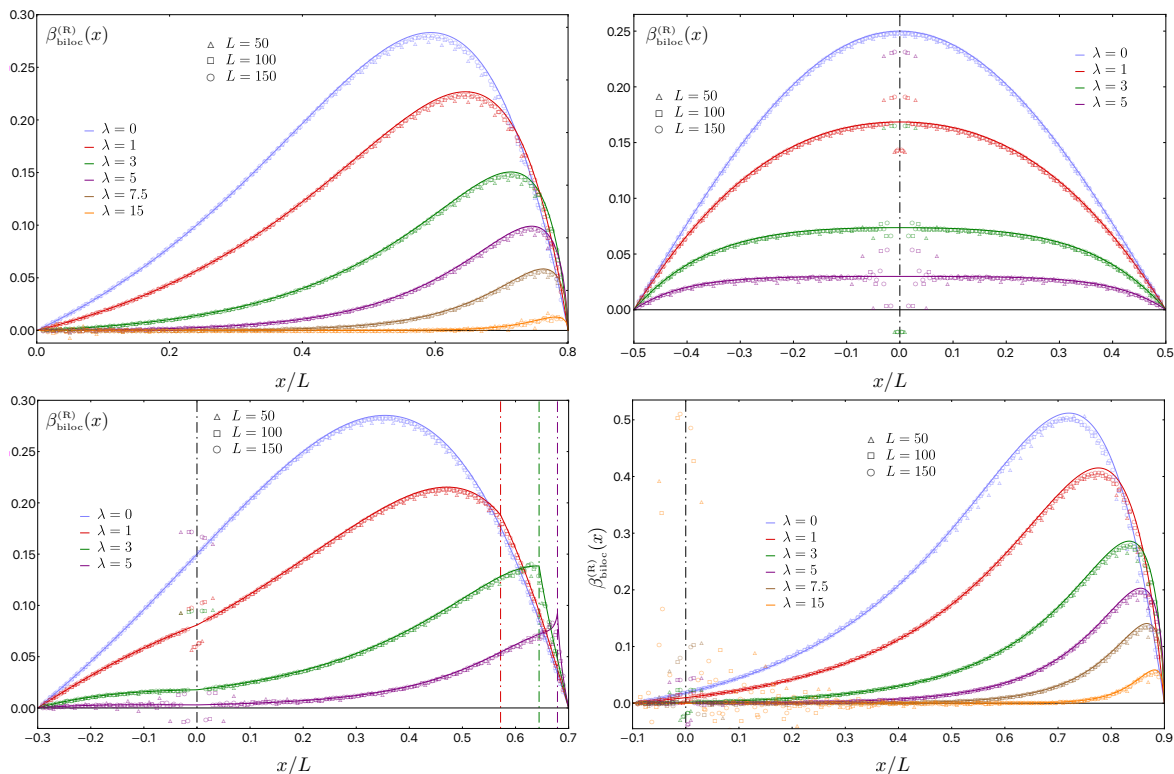 β_biloc^(R)(x)
L = 50
L = 100
L = 150
λ = 0
λ = 1
λ = 3
λ = 5
λ = 7.5
λ = 15
0.30
0.25
0.20
0.15
0.10
0.05
0.00
0.0 0.2 0.4 0.6 0.8
x/L
β_biloc^(R)(x)
L = 50
L = 100
L = 150
λ = 0
λ = 1
λ = 3
λ = 5
0.25
0.20
0.15
0.10
0.05
0.00
−0.5 −0.4 −0.3 −0.2 −0.1 0.0 0.1 0.2 0.3 0.4 0.5
x/L
β_biloc^(R)(x)
L = 50
L = 100
L = 150
λ = 0
λ = 1
λ = 3
λ = 5
0.30
0.25
0.20
0.15
0.10
0.05
0.00
−0.3 −0.2 −0.1 0.0 0.1 0.2 0.3 0.4 0.5 0.6 0.7
x/L
β_biloc^(R)(x)
L = 50
L = 100
L = 150
λ = 0
λ = 1
λ = 3
λ = 5
λ = 7.5
λ = 15
0.5
0.4
0.3
0.2
0.1
0.0
−0.1 0.0 0.1 0.2 0.3 0.4 0.5 0.6 0.7 0.8 0.9
x/L